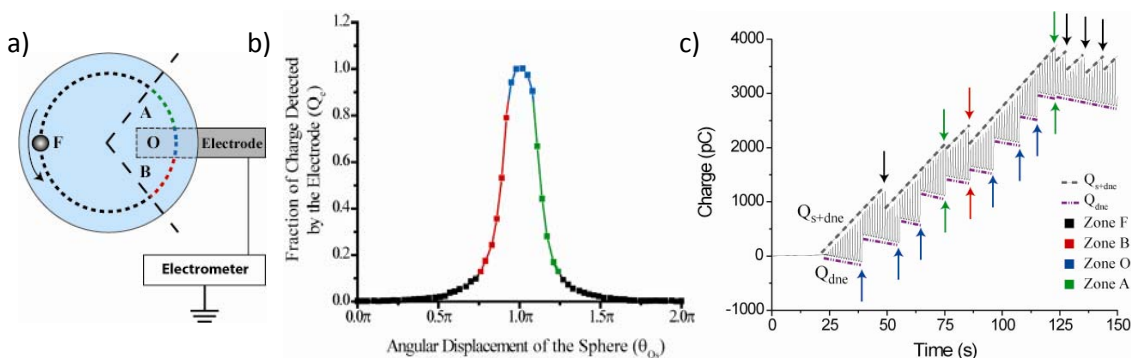 a)
F
A
O
B
Electrode
Electrometer
b)
Fraction of Charge Detected
by the Electrode (Qe)
1.2
1.0
0.8
0.6
0.4
0.2
0.0
0.0π
0.5π
1.0π
1.5π
2.0π
Angular Displacement of the Sphere (θQs)
c)
Charge (pC)
4000
3000
2000
1000
0
-1000
Qs+dne
Qdne
Qs+dne
Qdne
Zone F
Zone B
Zone O
Zone A
0
25
50
75
100
125
150
Time (s)